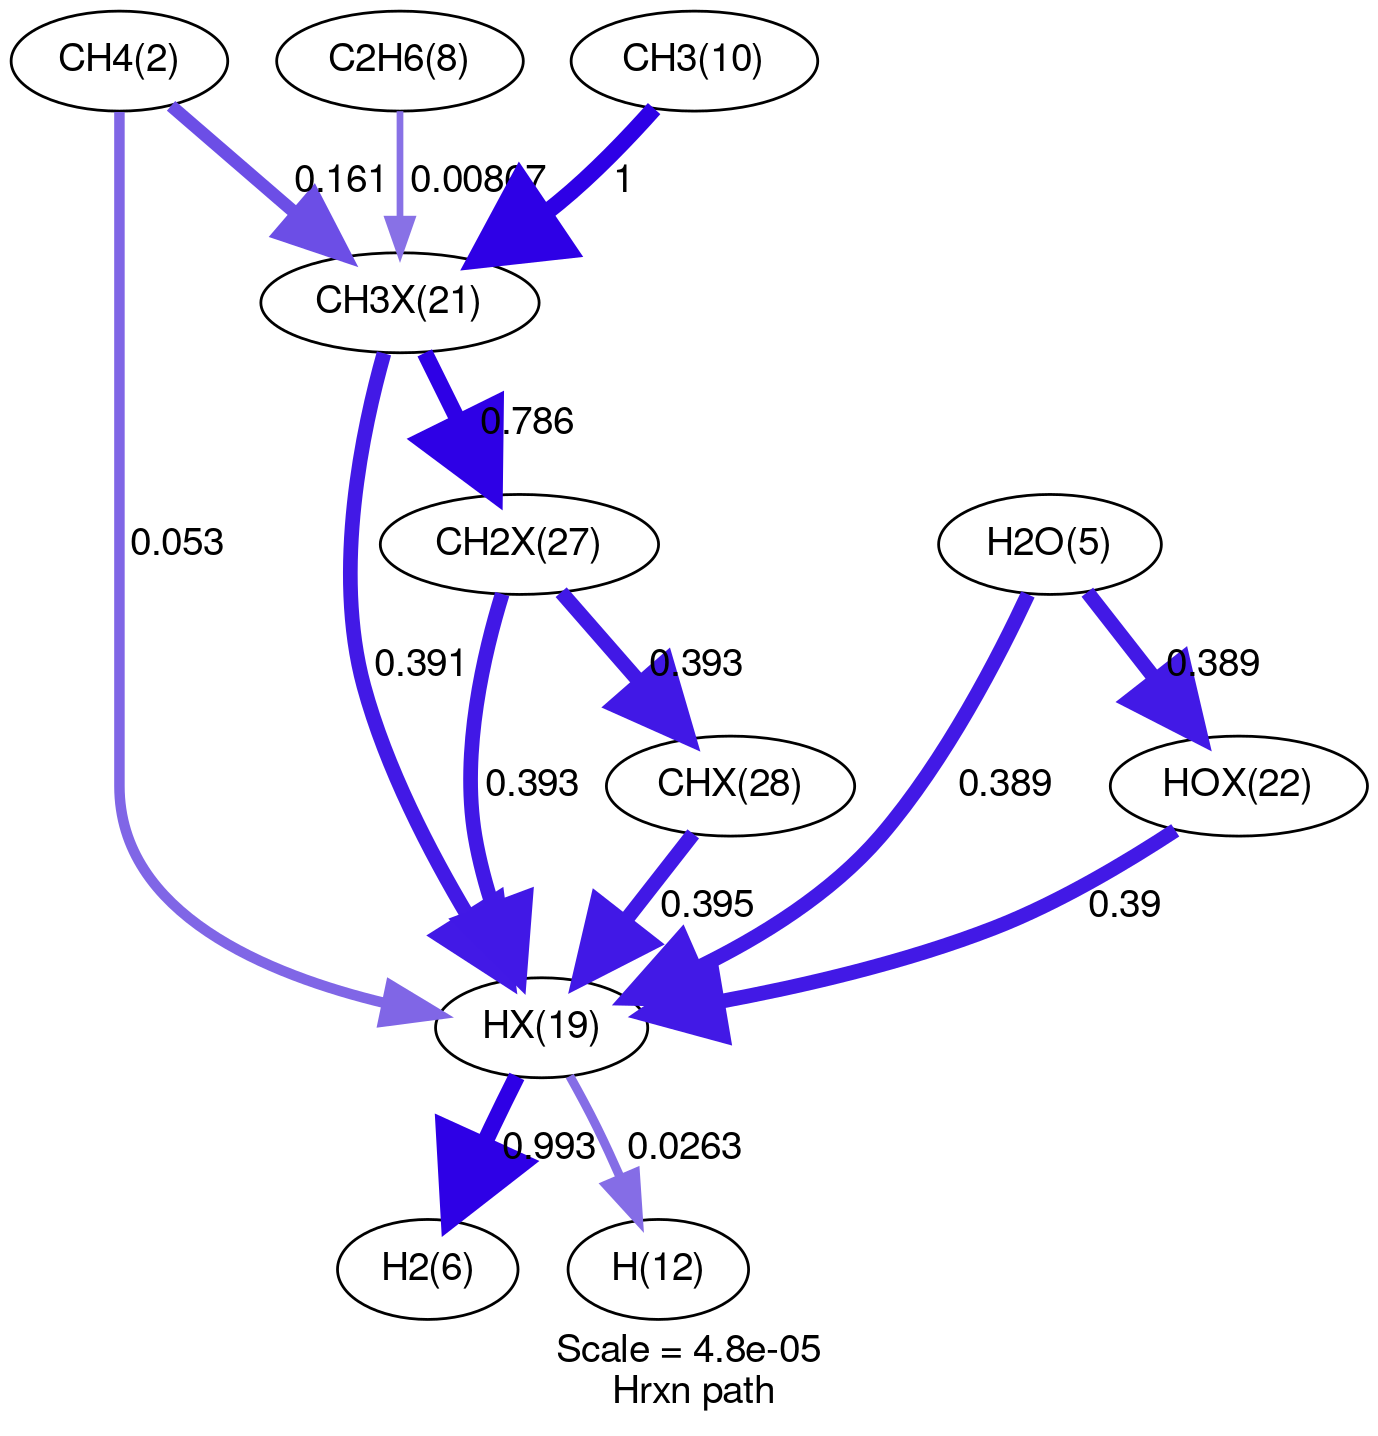 CH4(2)
C2H6(8)
CH3(10)
0.161
0.00807
1
CH3X(21)
0.786
CH2X(27)
H2O(5)
0.053
0.391
0.393
0.389
0.393
CHX(28)
0.389
HOX(22)
0.395
0.39
HX(19)
0.993
0.0263
H2(6)
H(12)
Scale = 4.8e-05
Hrxn path